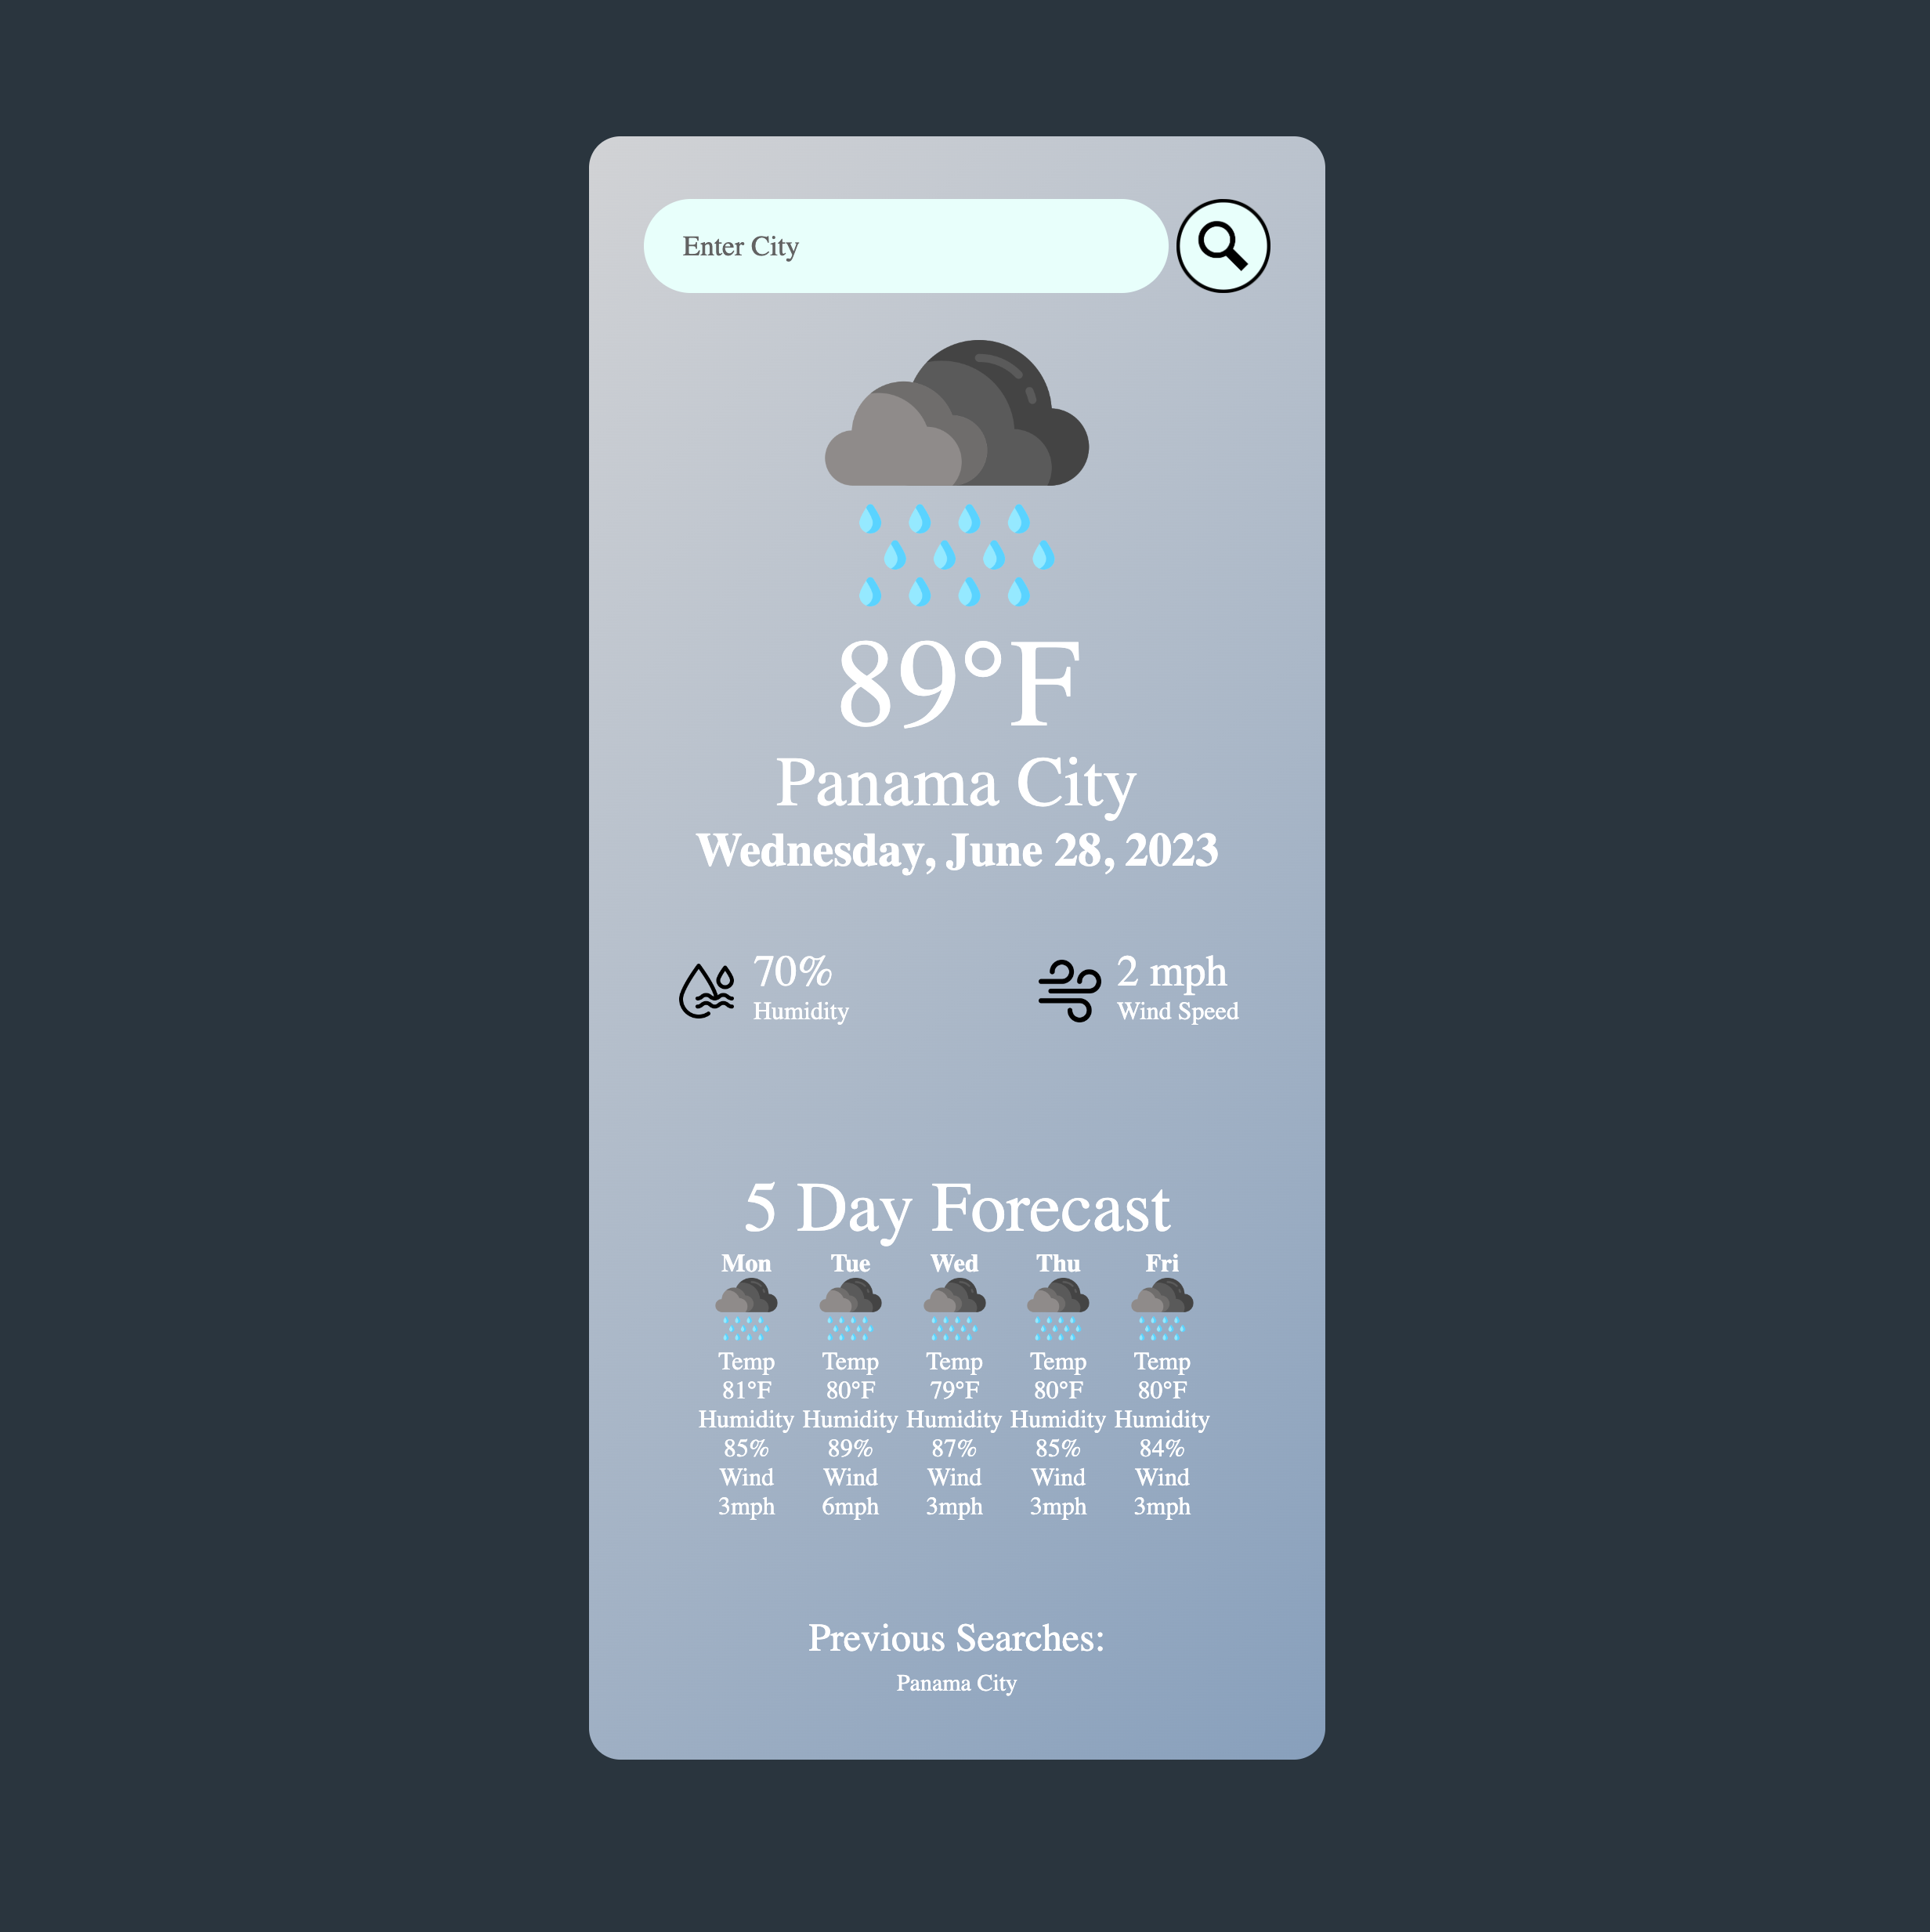 Enter City
89°F
Panama City
Wednesday, June 28, 2023
70%
Humidity
2 mph
Wind Speed
5 Day Forecast
Mon Tue Wed Thu Fri
Temp Temp Temp Temp Temp
81°F 80°F 79°F 80°F 80°F
Humidity Humidity Humidity Humidity Humidity
85% 89% 87% 85% 84%
Wind Wind Wind Wind Wind
3mph 6mph 3mph 3mph 3mph
Previous Searches:
Panama City